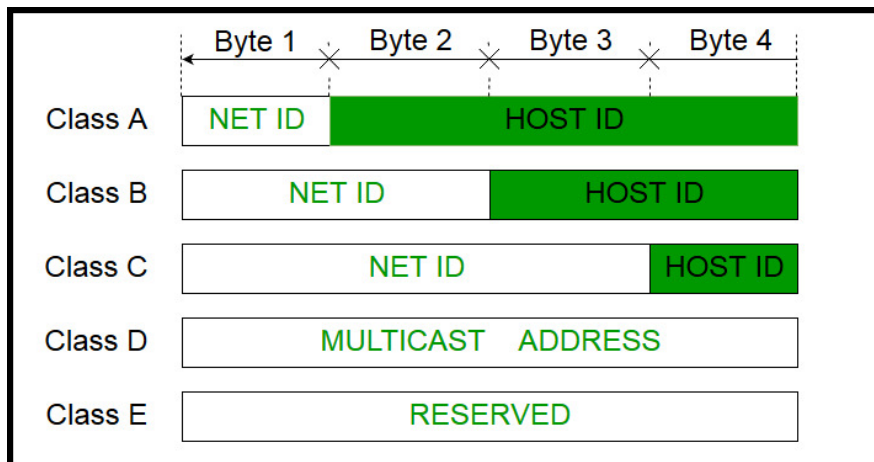 Byte 1 Byte 2 Byte 3 Byte 4
Class A NET ID HOST ID
Class B NET ID HOST ID
Class C NET ID HOST ID
Class D MULTICAST ADDRESS
Class E RESERVED